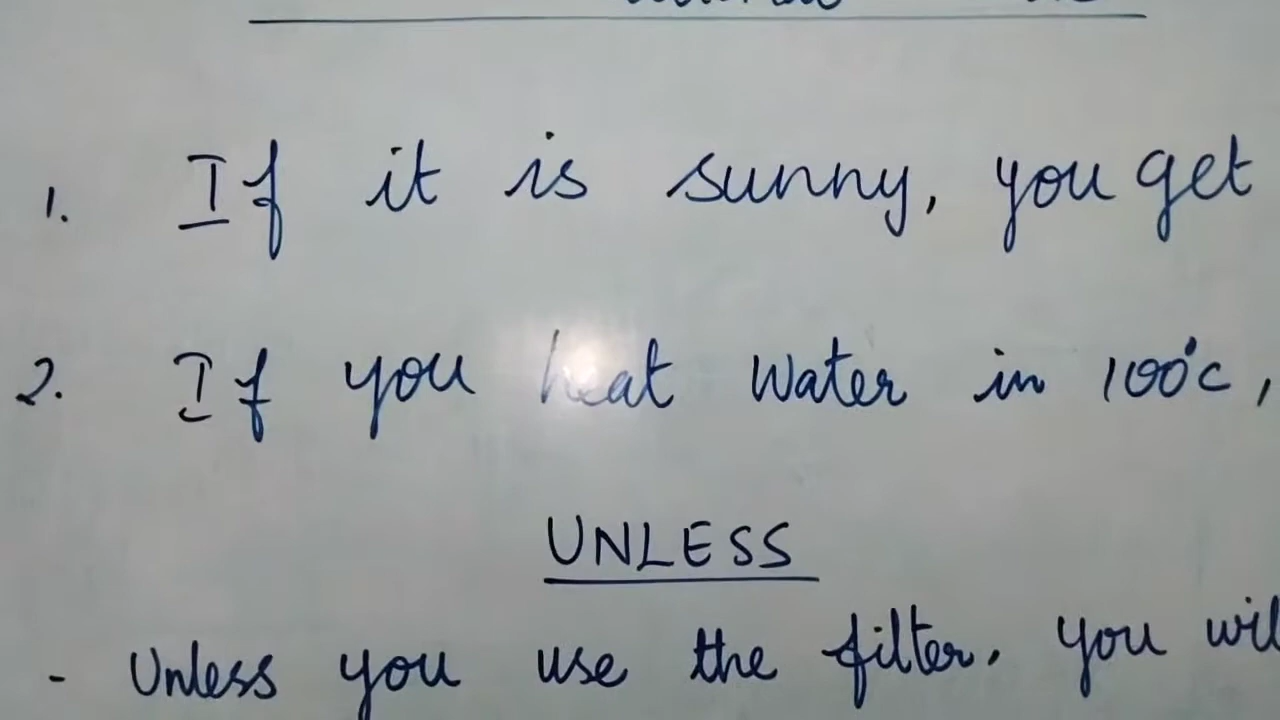 1. If it is sunny, you get
2. If you heat water in 100°c,
UNLESS
- Unless you use the filter. you